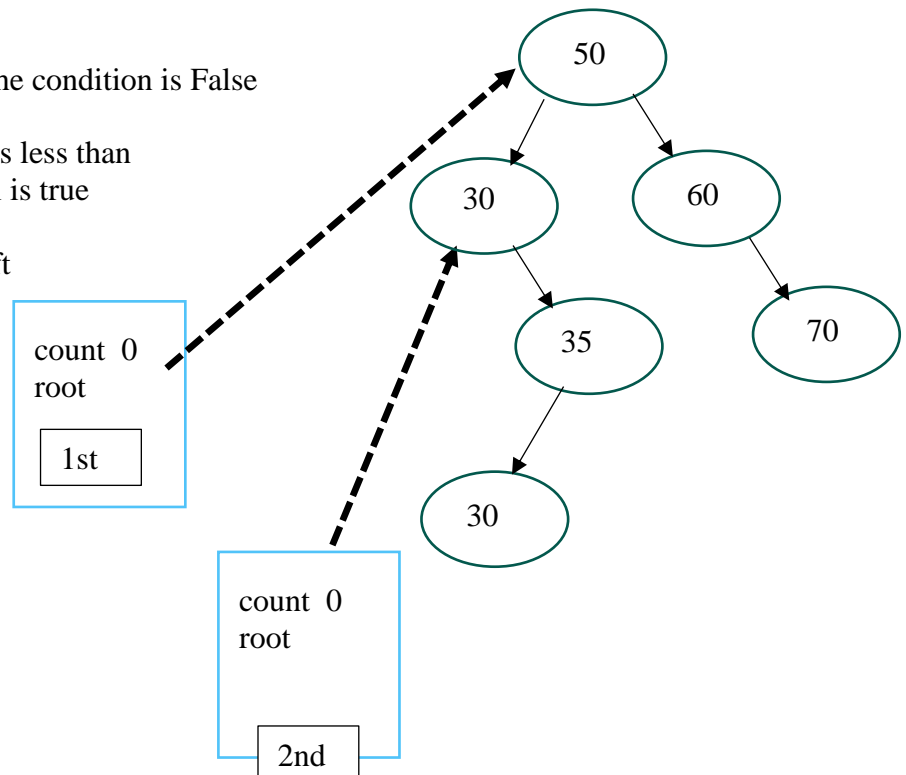 ne condition is False
s less than
is true
ft
50
30
60
35
70
30
count 0
root
1st
count 0
root
2nd